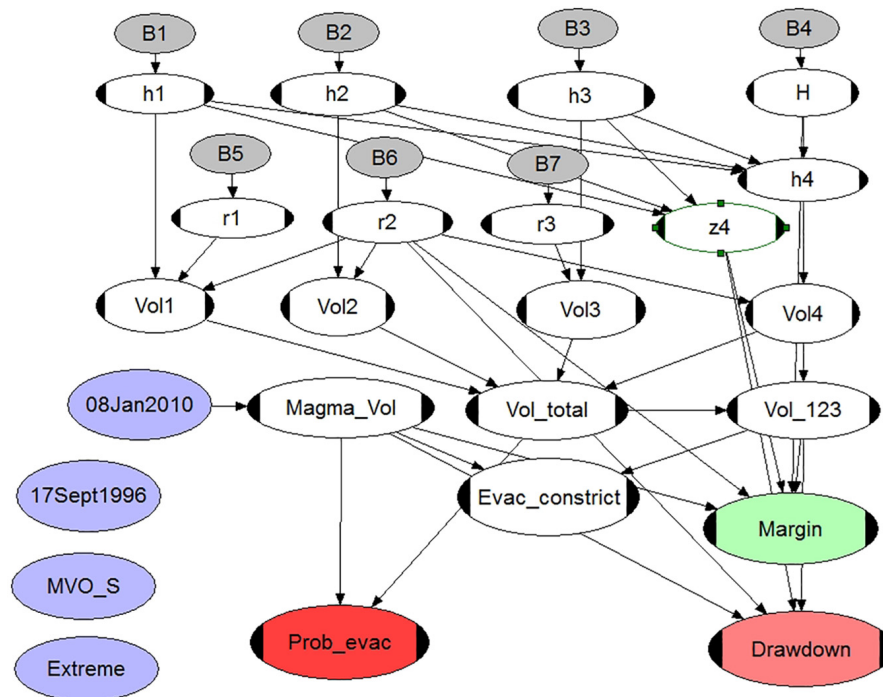 B1
B2
B3
B4
h1
h2
h3
H
B5
B6
B7
h4
r1
r2
r3
z4
Vol1
Vol2
Vol3
Vol4
08Jan2010
Magma_Vol
Vol_total
Vol_123
17Sept1996
Evac_constrict
Margin
MVO_S
Prob_evac
Drawdown
Extreme